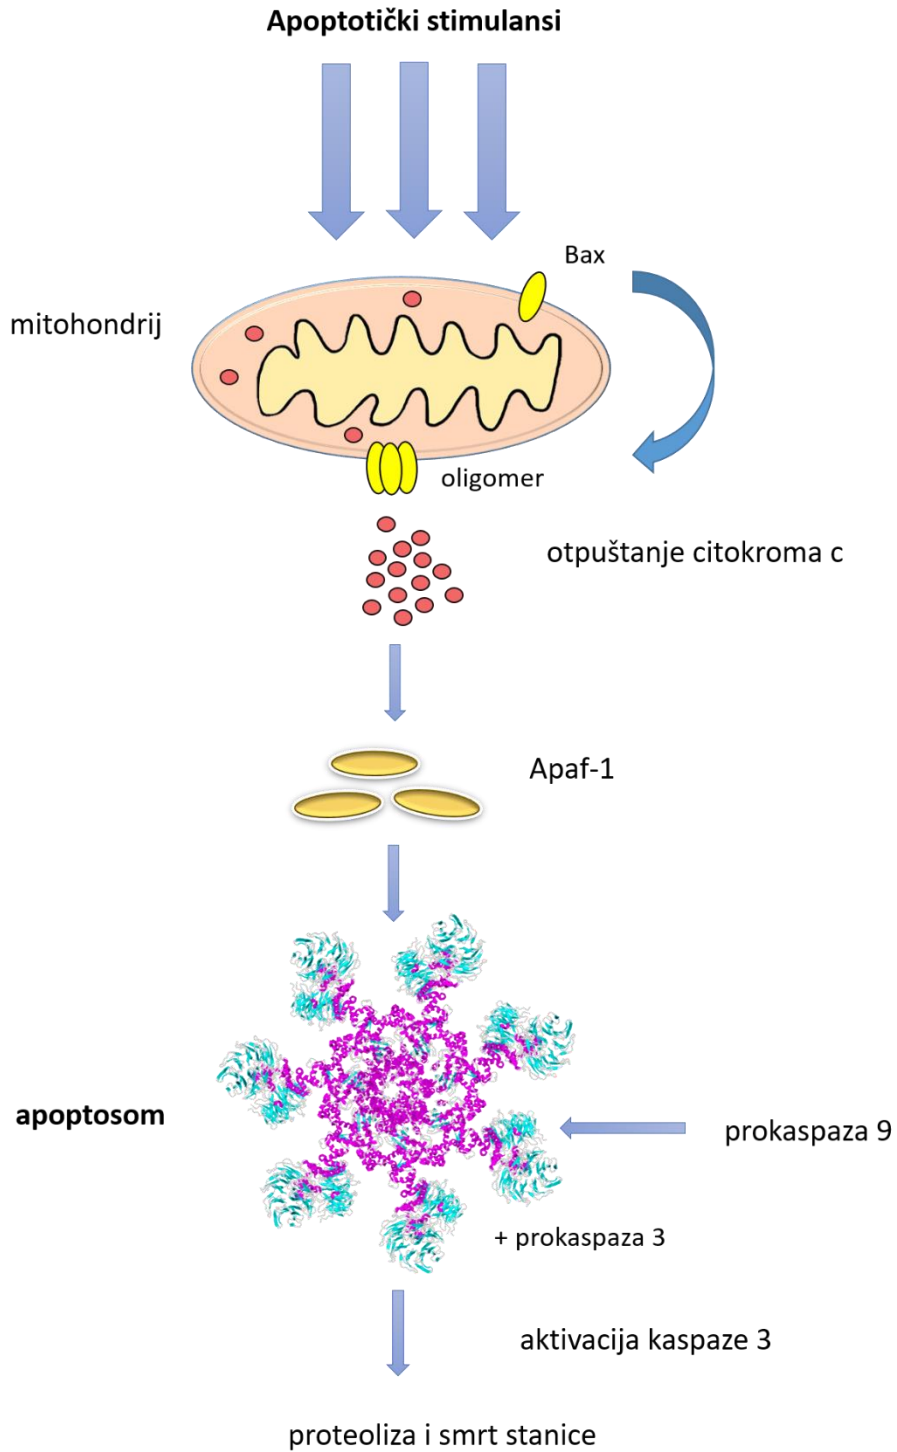 Apoptotički stimulansi
Bax
mitohondrij
oligomer
otpuštanje citokroma c
Apaf-1
apoptosom
prokaspaza 9
+ prokaspaza 3
aktivacija kaspaze 3
proteoliza i smrt stanice